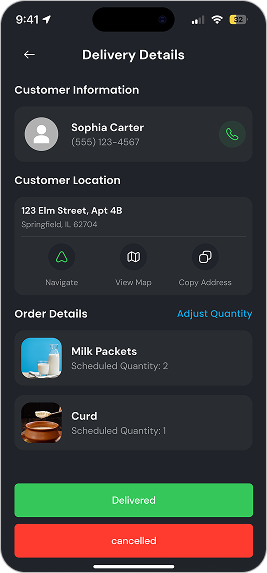 9:41
32
Delivery Details
Customer Information
Sophia Carter
(555) 123-4567
Customer Location
123 Elm Street, Apt 4B
Springfield, IL 62704
Navigate
View Map
Copy Address
Order Details
Adjust Quantity
Milk Packets
Scheduled Quantity: 2
Curd
Scheduled Quantity: 1
Delivered
cancelled